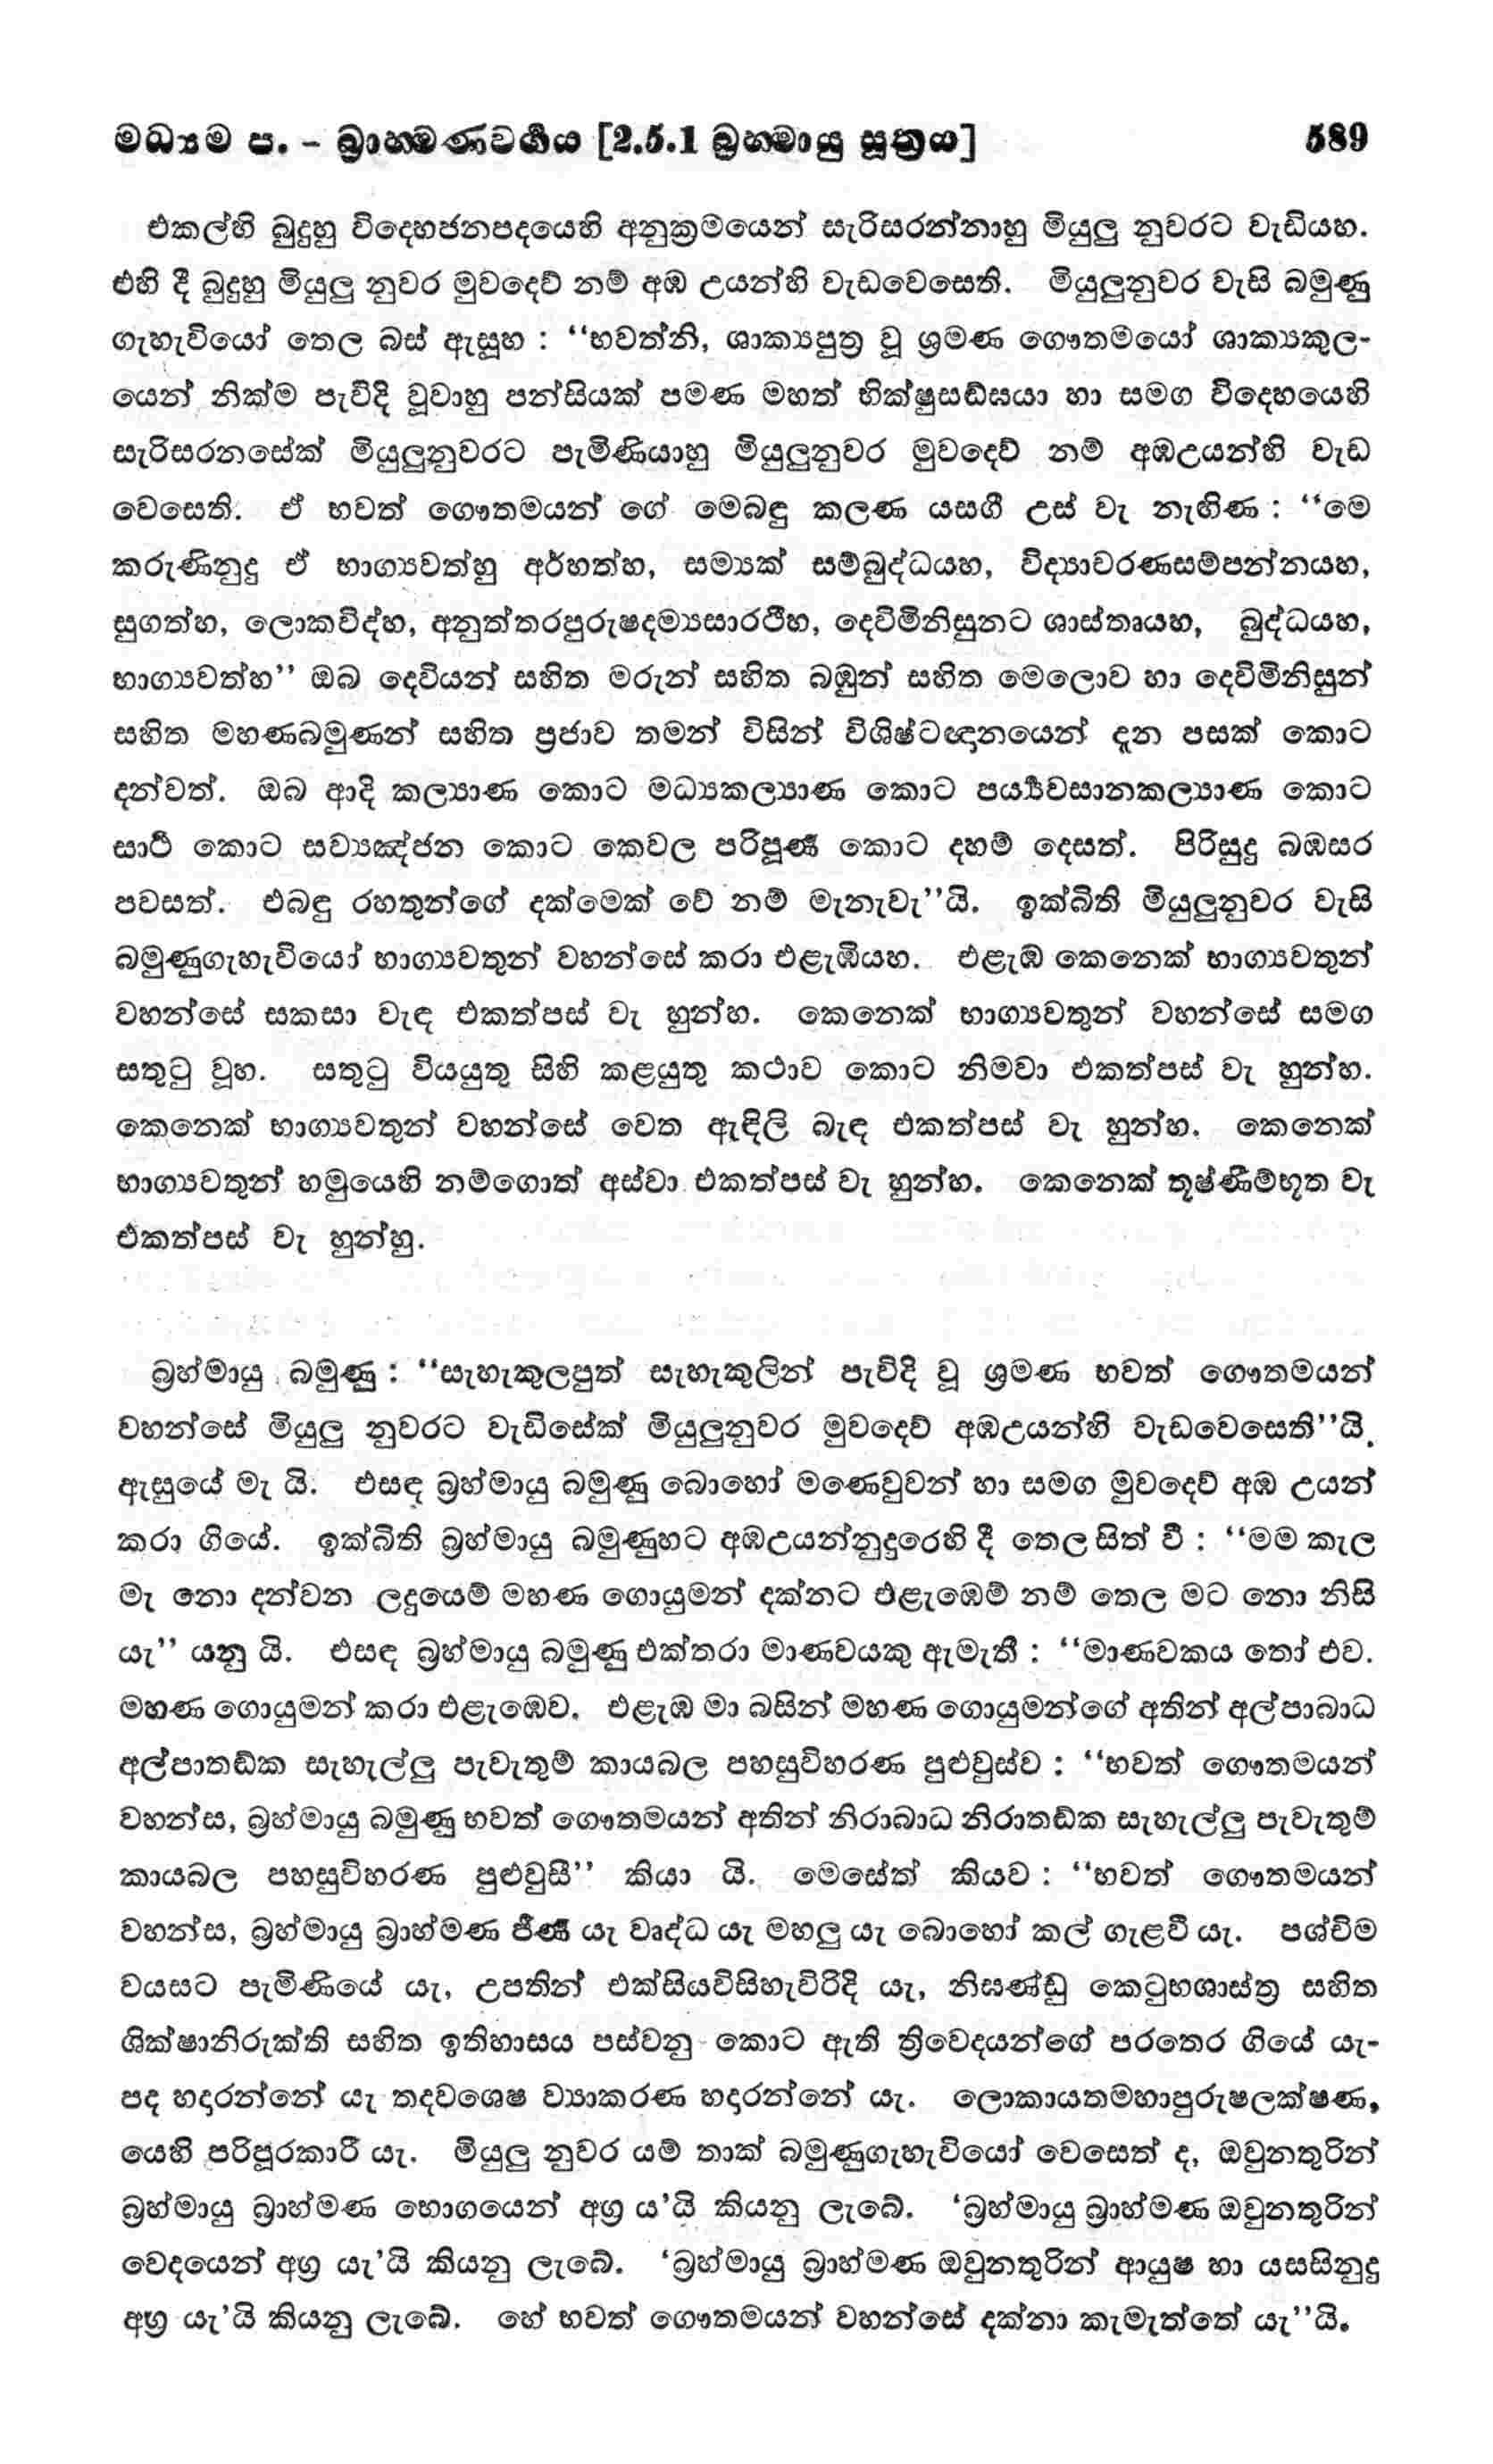 මධ්‍යම ප. - බ්‍රාහ්මණවර්‍ගය [2.5.1 බ්‍රහ්මායු සූත්‍රය] 589
එකල්හි බුදුහු විදෙහජනපදයෙහි අනුක්‍රමයෙන් සැරිසරන්නාහු මියුලු නුවරට වැඩියහ.
එහි දී බුදුහු මියුලු නුවර මුවදෙව් නම් අඹ උයන්හි වැඩවෙසෙති. මියුලුනුවර වැසි බමුණු
ගැහැවියෝ තෙල බස් ඇසූහ : “භවත්නි, ශාක්‍යපුත්‍ර වූ ශ්‍රමණ ගෞතමයෝ ශාක්‍යකුල-
යෙන් නික්ම පැවිදි වූවාහු පන්සියක් පමණ මහත් භික්ෂුසඞ්ඝයා හා සමග විදෙහයෙහි
සැරිසරනසේක් මියුලුනුවරට පැමිණියාහු මියුලුනුවර මුවදෙව් නම් අඹඋයන්හි වැඩ
වෙසෙති. ඒ භවත් ගෞතමයන් ගේ මෙබඳු කලණ යසගී උස් වැ නැඟිණ : “මෙ
කරුණිනුදු ඒ භාග්‍යවත්හු අර්හත්හ, සම්‍යක් සම්බුද්ධයහ, විද්‍යාචරණසම්පන්නයහ,
සුගත්හ, ලොකවිද්හ, අනුත්තරපුරුෂදම්‍යසාරථීහ, දෙව්මිනිසුනට ශාස්තෘයහ, බුද්ධයහ,
භාග්‍යවත්හ” ඔබ දෙවියන් සහිත මරුන් සහිත බඹුන් සහිත මෙලොව හා දෙව්මිනිසුන්
සහිත මහණබමුණන් සහිත ප්‍රජාව තමන් විසින් විශිෂ්ටඥානයෙන් දැන පසක් කොට
දන්වත්. ඔබ ආදි කල්‍යාණ කොට මධ්‍යකල්‍යාණ කොට පර්‍ය්‍යවසානකල්‍යාණ කොට
සාර්‍ථ කොට සව්‍යඤ්ජන කොට කෙවල පරිපූර්‍ණ කොට දහම් දෙසත්. පිරිසුදු බඹසර
පවසත්. එබඳු රහතුන්ගේ දක්මෙක් වේ නම් මැනැවැ”යි. ඉක්බිති මියුලුනුවර වැසි
බමුණුගැහැවියෝ භාග්‍යවතුන් වහන්සේ කරා එළැඹියහ. එළැඹ කෙනෙක් භාග්‍යවතුන්
වහන්සේ සකසා වැඳ එකත්පස් වැ හුන්හ. කෙනෙක් භාග්‍යවතුන් වහන්සේ සමග
සතුටු වූහ. සතුටු වියයුතු සිහි කළයුතු කථාව කොට නිමවා එකත්පස් වැ හුන්හ.
කෙනෙක් භාග්‍යවතුන් වහන්සේ වෙත ඇඳිලි බැඳ එකත්පස් වැ හුන්හ. කෙනෙක්
භාග්‍යවතුන් හමුයෙහි නම්ගොත් අස්වා එකත්පස් වැ හුන්හ. කෙනෙක් තූෂ්ණීම්භූත වැ
එකත්පස් වැ හුන්හු.
බ්‍රහ්මායු බමුණු : “සැහැකුලපුත් සැහැකුලින් පැවිදි වූ ශ්‍රමණ භවත් ගෞතමයන්
වහන්සේ මියුලු නුවරට වැඩිසේක් මියුලුනුවර මුවදෙව් අඹඋයන්හි වැඩවෙසෙති”යි.
ඇසුයේ මැ යි. එසඳ බ්‍රහ්මායු බමුණු බොහෝ මණෙවුවන් හා සමග මුවදෙව් අඹ උයන්
කරා ගියේ. ඉක්බිති බ්‍රහ්මායු බමුණුහට අඹඋයන්නුදුරෙහි දී තෙල සිත් වී : “මම කැල
මැ නො දන්වන ලදුයෙම් මහණ ගොයුමන් දක්නට එළැඹෙම් නම් තෙල මට නො නිසි
යැ” යනු යි. එසඳ බ්‍රහ්මායු බමුණු එක්තරා මාණවයකු ඇමැතී : “මාණවකය තෝ එව.
මහණ ගොයුමන් කරා එළැඹෙව. එළැඹ මා බසින් මහණ ගොයුමන්ගේ අතින් අල්පාබාධ
අල්පාතඞ්ක සැහැල්ලු පැවැතුම් කායබල පහසුවිහරණ පුළුවුස්ව : “භවත් ගෞතමයන්
වහන්ස, බ්‍රහ්මායු බමුණු භවත් ගෞතමයන් අතින් නිරාබාධ නිරාතඞ්ක සැහැල්ලු පැවැතුම්
කායබල පහසුවිහරණ පුළුවුසී” කියා යි. මෙසේත් කියව : “භවත් ගෞතමයන්
වහන්ස, බ්‍රහ්මායු බ්‍රාහ්මණ ජීර්‍ණ යැ වෘද්ධ යැ මහලු යැ බොහෝ කල් ගැළවී යැ. පශ්චිම
වයසට පැමිණියේ යැ, උපතින් එක්සියවිසිහැවිරිදි යැ, නිඝණ්ඩු කෙටුභශාස්ත්‍ර සහිත
ශික්ෂානිරුක්ති සහිත ඉතිහාසය පස්වනු කොට ඇති ත්‍රිවෙදයන්ගේ පරතෙර ගියේ යැ-
පද හදරන්නේ යැ තදවශෙෂ ව්‍යාකරණ හදරන්නේ යැ. ලොකායතමහාපුරුෂලක්ෂණ,
යෙහි පරිපූරකාරී යැ. මියුලු නුවර යම් තාක් බමුණුගැහැවියෝ වෙසෙත් ද, ඔවුනතුරින්
බ්‍රහ්මායු බ්‍රාහ්මණ භොගයෙන් අග්‍ර ය’යි කියනු ලැබේ. ‘බ්‍රහ්මායු බ්‍රාහ්මණ ඔවුනතුරින්
වෙදයෙන් අග්‍ර යැ’යි කියනු ලැබේ. ‘බ්‍රහ්මායු බ්‍රාහ්මණ ඔවුනතුරින් ආයුෂ හා යසසිනුදු
අග්‍ර යැ’යි කියනු ලැබේ. හේ භවත් ගෞතමයන් වහන්සේ දක්නා කැමැත්තේ යැ”යි.